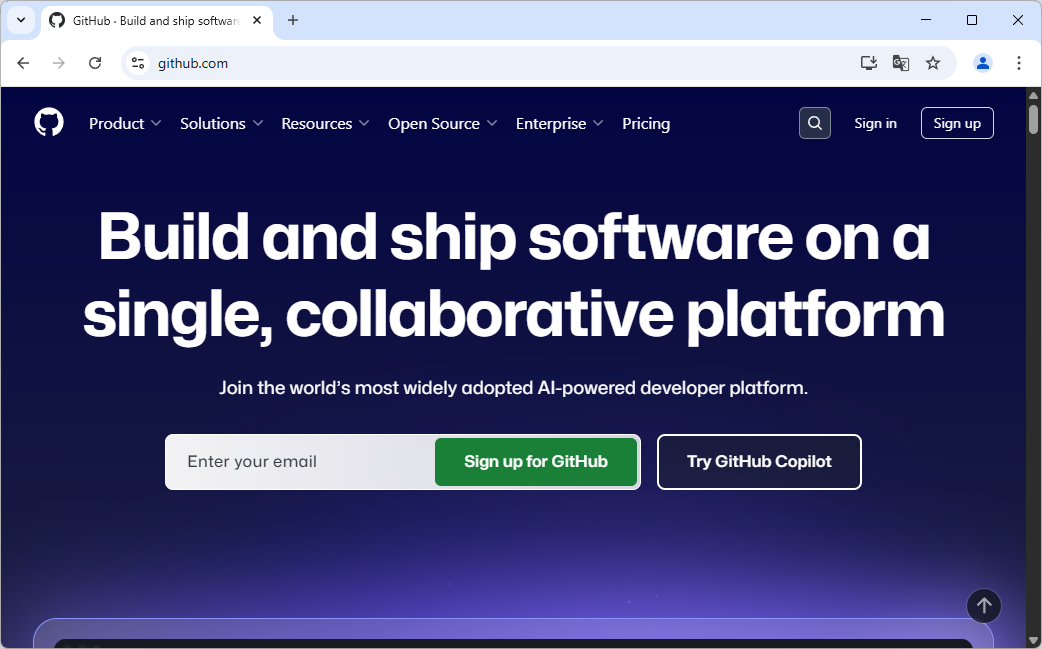 GitHub · Build and ship software
github.com
Product Solutions Resources Open Source Enterprise Pricing Sign in Sign up
Build and ship software on a
single, collaborative platform
Join the world’s most widely adopted AI-powered developer platform.
Enter your email Sign up for GitHub Try GitHub Copilot